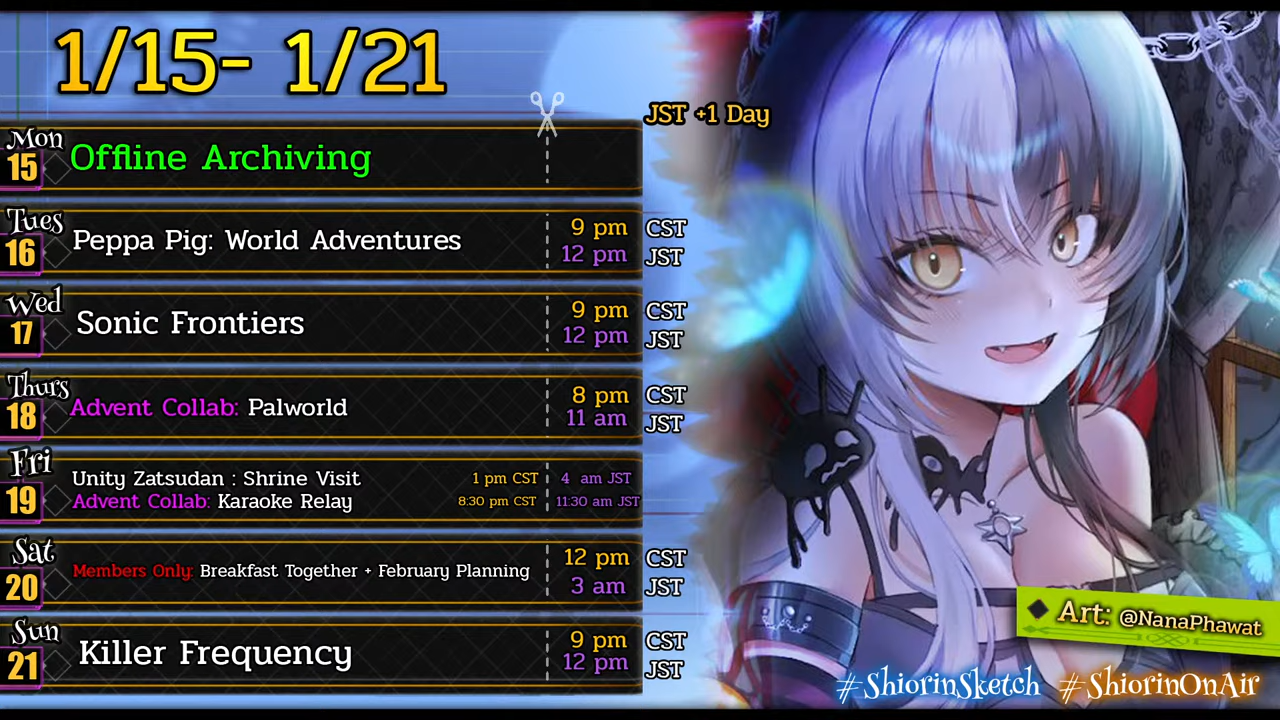 1/15- 1/21
JST +1 Day
Mon
15
Offline Archiving
Tues
16
Peppa Pig: World Adventures
9 pm CST
12 pm JST
Wed
17
Sonic Frontiers
9 pm CST
12 pm JST
Thurs
18
Advent Collab: Palworld
8 pm CST
11 am JST
Fri
19
Unity Zatsudan : Shrine Visit 1 pm CST 4 am JST
Advent Collab: Karaoke Relay 8:30 pm CST 11:30 am JST
Sat
20
Members Only: Breakfast Together + February Planning
12 pm CST
3 am JST
Sun
21
Killer Frequency
9 pm CST
12 pm JST
Art: @NanaPhawat
#ShiorinSketch #ShiorinOnAir